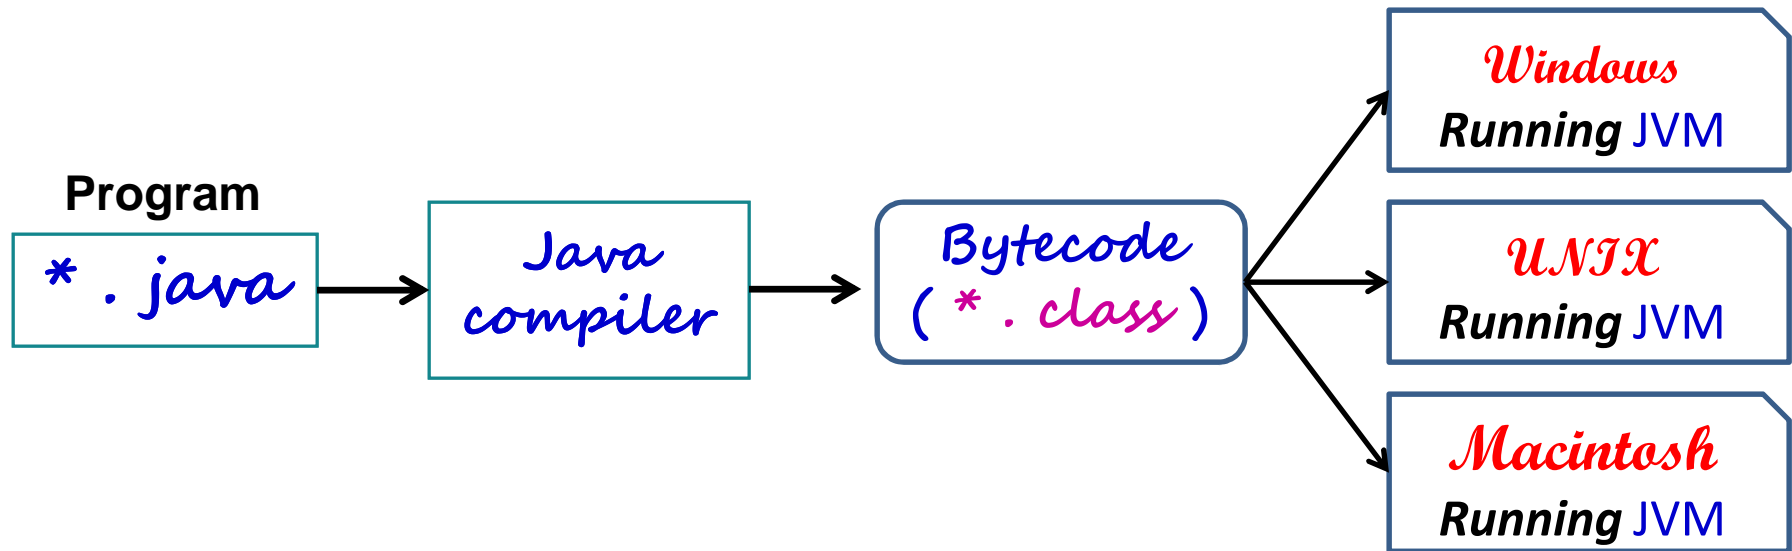 Program
* . java
Java
compiler
Bytecode
( * . class )
Windows
Running JVM
UNIX
Running JVM
Macintosh
Running JVM